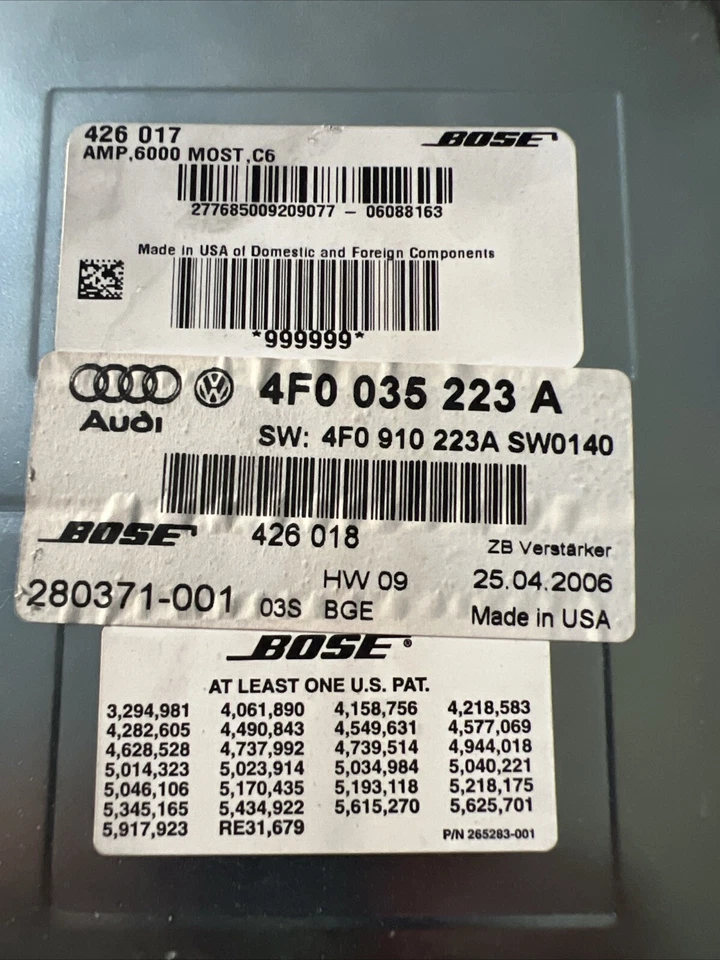 426 017 BOSE
AMP,6000 MOST,C6
277685009209077 - 06088163
Made in USA of Domestic and Foreign Components
*999999*
Audi VW 4F0 035 223 A
SW: 4F0 910 223A SW0140
BOSE 426 018 ZB Verstärker
280371-001 HW 09 25.04.2006
03S BGE Made in USA
BOSE®
AT LEAST ONE U.S. PAT.
3,294,981 4,061,890 4,158,756 4,218,583
4,282,605 4,490,843 4,549,631 4,577,069
4,628,528 4,737,992 4,739,514 4,944,018
5,014,323 5,023,914 5,034,984 5,040,221
5,046,106 5,170,435 5,193,118 5,218,175
5,345,165 5,434,922 5,615,270 5,625,701
5,917,923 RE31,679 P/N 265283-001